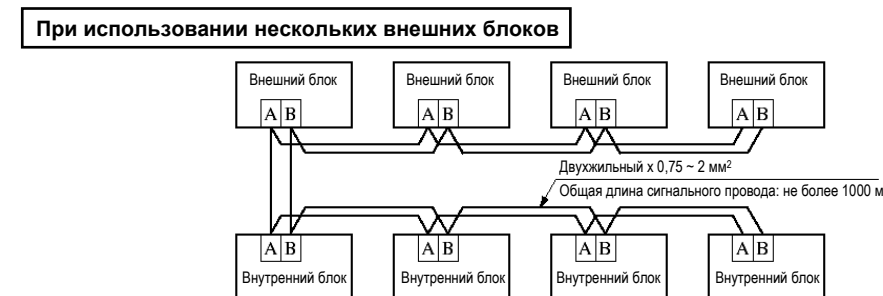 При использовании нескольких внешних блоков
Внешний блок Внешний блок Внешний блок Внешний блок
A B A B A B A B
Двухжильный x 0,75 ~ 2 мм²
Общая длина сигнального провода: не более 1000 м
A B A B A B A B
Внутренний блок Внутренний блок Внутренний блок Внутренний блок